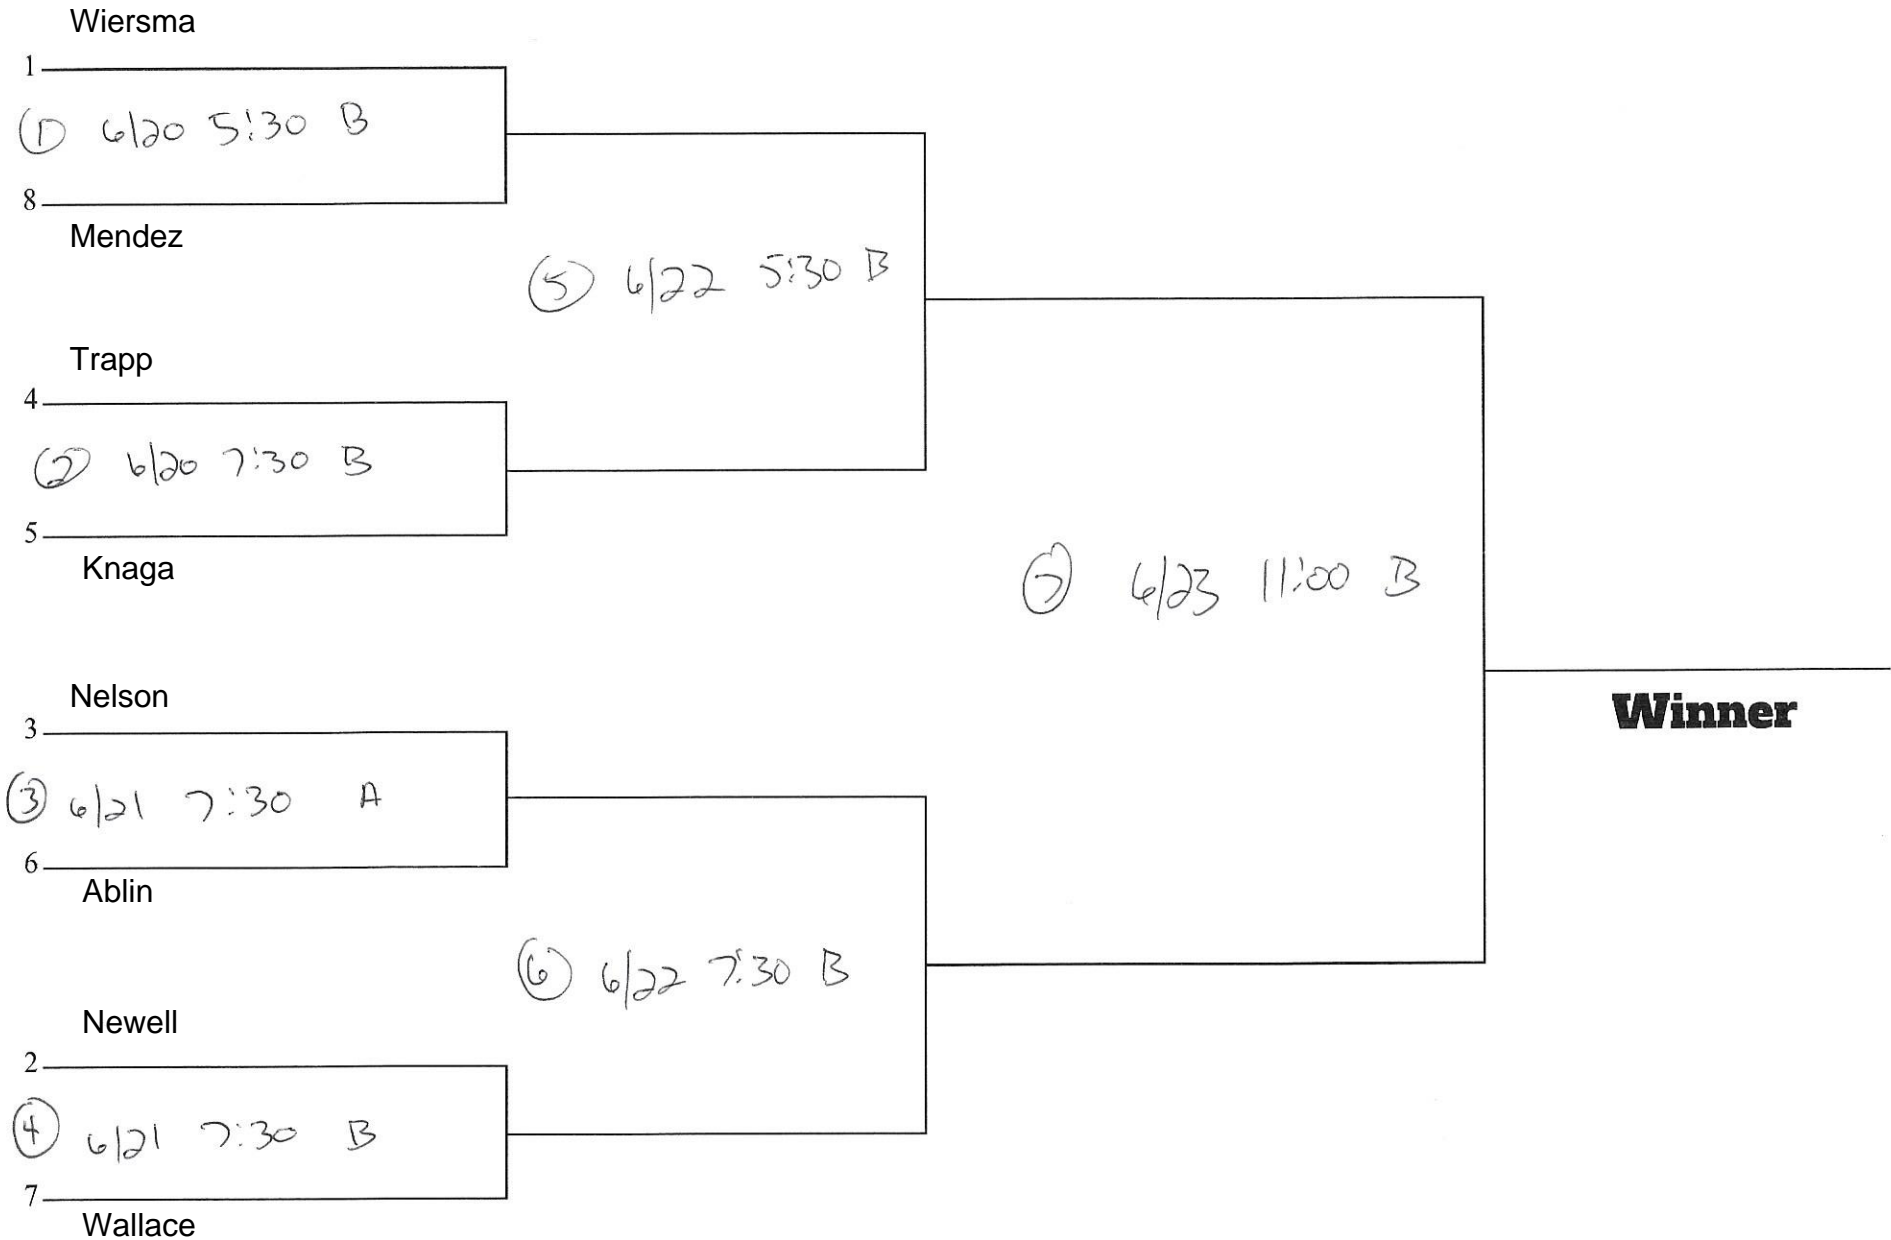 Wiersma
1
① 6/20 5:30 B
8
Mendez
⑤ 6/22 5:30 B
Trapp
4
② 6/20 7:30 B
5
Knaga
⑦ 6/23 11:00 B
Nelson
3
Winner
③ 6/21 7:30 A
6
Ablin
⑥ 6/22 7:30 B
Newell
2
④ 6/21 7:30 B
7
Wallace